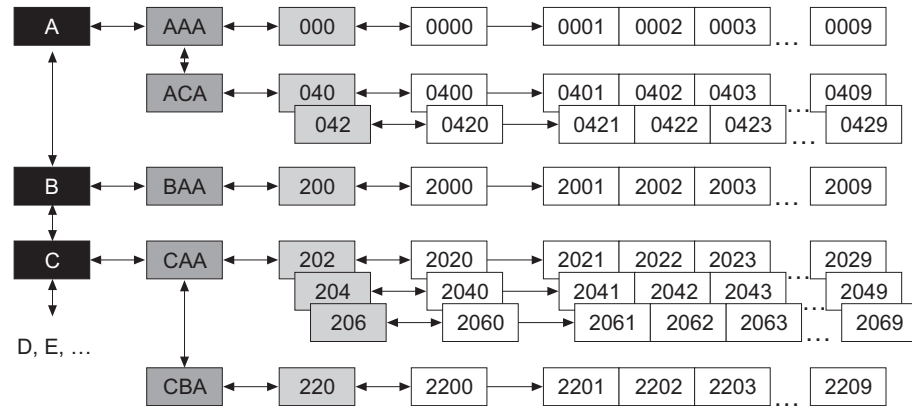 A AAA 000 0000 0001 0002 0003 ... 0009
ACA 040 0400 0401 0402 0403 ... 0409
042 0420 0421 0422 0423 ... 0429
B BAA 200 2000 2001 2002 2003 ... 2009
C CAA 202 2020 2021 2022 2023 ... 2029
204 2040 2041 2042 2043 ... 2049
206 2060 2061 2062 2063 ... 2069
D, E, …
CBA 220 2200 2201 2202 2203 ... 2209